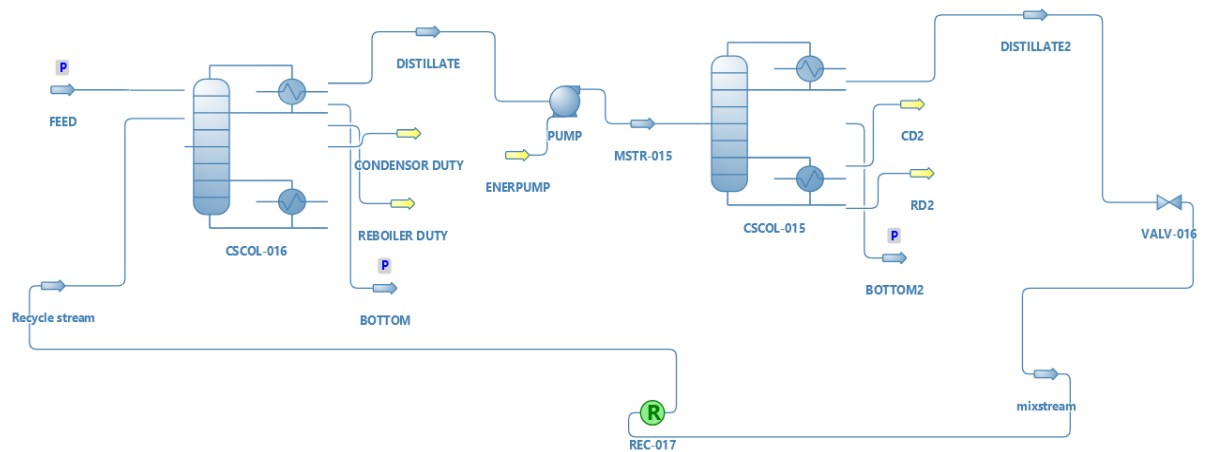 DISTILLATE2
P
DISTILLATE
FEED
PUMP
CD2
CONDENSOR DUTY
MSTR-015
ENERPUMP
RD2
CSCOL-015
P
VALV-016
REBOILER DUTY
CSCOL-016
P
BOTTOM2
Recycle stream
BOTTOM
mixstream
R
REC-017